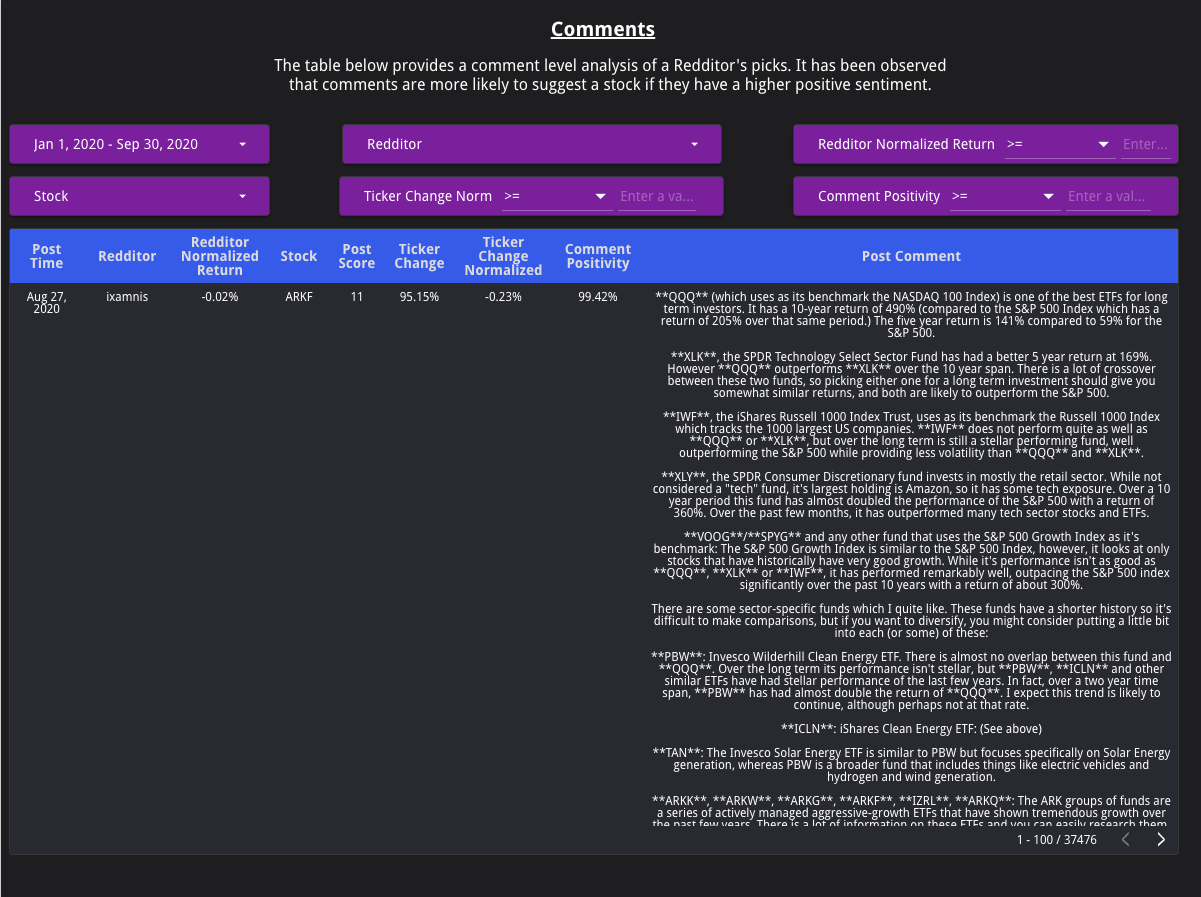 Comments
The table below provides a comment level analysis of a Redditor's picks. It has been observed
that comments are more likely to suggest a stock if they have a higher positive sentiment.
Jan 1, 2020 - Sep 30, 2020
Redditor
Redditor Normalized Return >= Enter...
Stock
Ticker Change Norm >= Enter a va...
Comment Positivity >= Enter a val...
Post
Time
Redditor
Redditor
Normalized
Return
Stock
Post
Score
Ticker
Change
Ticker
Change
Normalized
Comment
Positivity
Post Comment
Aug 27,
2020
ixamnis
-0.02%
ARKF
11
95.15%
-0.23%
99.42%
**QQQ** (which uses as its benchmark the NASDAQ 100 Index) is one of the best ETFs for long
term investors. It has a 10-year return of 490% (compared to the S&P 500 Index which has a
return of 205% over that same period.) The five year return is 141% compared to 59% for the
S&P 500.
**XLK**, the SPDR Technology Select Sector Fund has had a better 5 year return at 169%.
However **QQQ** outperforms **XLK** over the 10 year span. There is a lot of crossover
between these two funds, so picking either one for a long term investment should give you
somewhat similar returns, and both are likely to outperform the S&P 500.
**IWF**, the iShares Russell 1000 Index Trust, uses as its benchmark the Russell 1000 Index
which tracks the 1000 largest US companies. **IWF** does not perform quite as well as
**QQQ** or **XLK**, but over the long term is still a stellar performing fund, well
outperforming the S&P 500 while providing less volatility than **QQQ** and **XLK**.
**XLY**, the SPDR Consumer Discretionary fund invests in mostly the retail sector. While not
considered a "tech" fund, it's largest holding is Amazon, so it has some tech exposure. Over a 10
year period this fund has almost doubled the performance of the S&P 500 with a return of
360%. Over the past few months, it has outperformed many tech sector stocks and ETFs.
**VOOG**/**SPYG** and any other fund that uses the S&P 500 Growth Index as it's
benchmark: The S&P 500 Growth Index is similar to the S&P 500 Index, however, it looks at only
stocks that have historically have very good growth. While it's performance isn't as good as
**QQQ**, **XLK** or **IWF**, it has performed remarkably well, outpacing the S&P 500 index
significantly over the past 10 years with a return of about 300%.
There are some sector-specific funds which I quite like. These funds have a shorter history so it's
difficult to make comparisons, but if you want to diversify, you might consider putting a little bit
into each (or some) of these:
**PBW**: Invesco Wilderhill Clean Energy ETF. There is almost no overlap between this fund and
**QQQ**. Over the long term its performance isn't stellar, but **PBW**, **ICLN** and other
similar ETFs have had stellar performance of the last few years. In fact, over a two year time
span, **PBW** has had almost double the return of **QQQ**. I expect this trend is likely to
continue, although perhaps not at that rate.
**ICLN**: iShares Clean Energy ETF: (See above)
**TAN**: The Invesco Solar Energy ETF is similar to PBW but focuses specifically on Solar Energy
generation, whereas PBW is a broader fund that includes things like electric vehicles and
hydrogen and wind generation.
**ARKK**, **ARKW**, **ARKG**, **ARKF**, **IZRL**, **ARKQ**: The ARK groups of funds are
a series of actively managed aggressive-growth ETFs that have shown tremendous growth over
the past few years. There is a lot of information on these ETFs and you can easily research them
1 - 100 / 37476